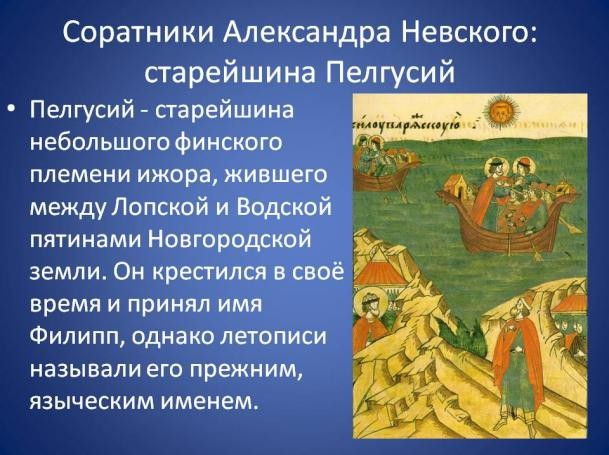 Соратники Александра Невского:
старейшина Пелгусий
• Пелгусий - старейшина
небольшого финского
племени ижора, жившего
между Лопской и Водской
пятинами Новгородской
земли. Он крестился в своё
время и принял имя
Филипп, однако летописи
называли его прежним,
языческим именем.